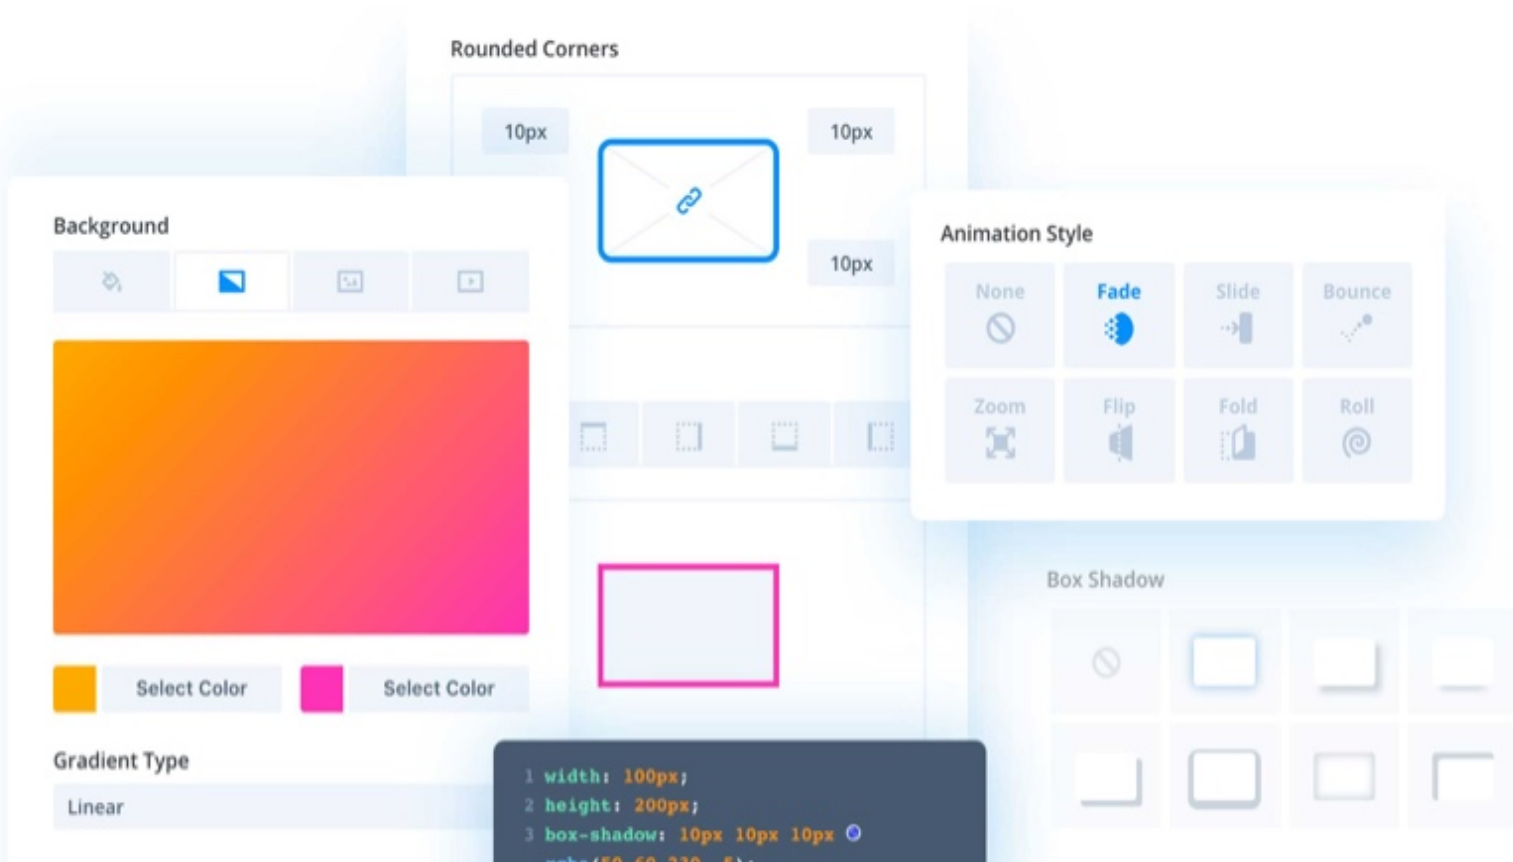 Rounded Corners
10px
10px
10px
Background
Select Color
Select Color
Gradient Type
Linear
Animation Style
None
Fade
Slide
Bounce
Zoom
Flip
Fold
Roll
Box Shadow
1 width: 100px;
2 height: 200px;
3 box-shadow: 10px 10px 10px